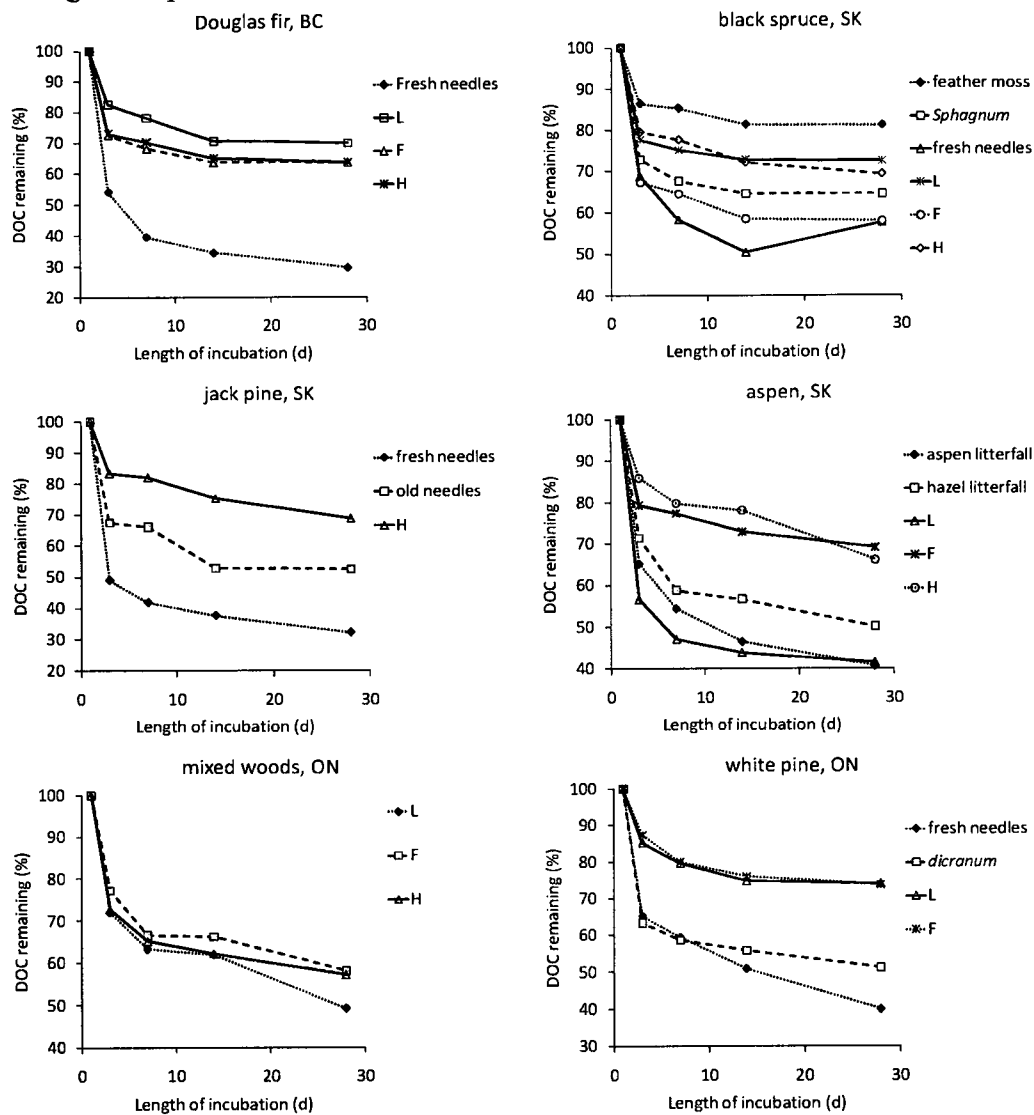 Douglas fir, BC
100
90
80
70
60
50
40
30
20
DOC remaining (%)
0
10
20
30
Length of incubation (d)
Fresh needles
L
F
H
black spruce, SK
100
90
80
70
60
50
40
DOC remaining (%)
0
10
20
30
Length of incubation (d)
feather moss
Sphagnum
fresh needles
L
F
H
jack pine, SK
100
90
80
70
60
50
40
30
20
DOC remaining (%)
0
10
20
30
Length of incubation (d)
fresh needles
old needles
H
aspen, SK
100
90
80
70
60
50
40
DOC remaining (%)
0
10
20
30
Length of incubation (d)
aspen litterfall
hazel litterfall
L
F
H
mixed woods, ON
100
90
80
70
60
50
40
DOC remaining (%)
0
10
20
30
Length of incubation (d)
L
F
H
white pine, ON
100
90
80
70
60
50
40
30
DOC remaining (%)
0
10
20
30
Length of incubation (d)
fresh needles
dicranum
L
F